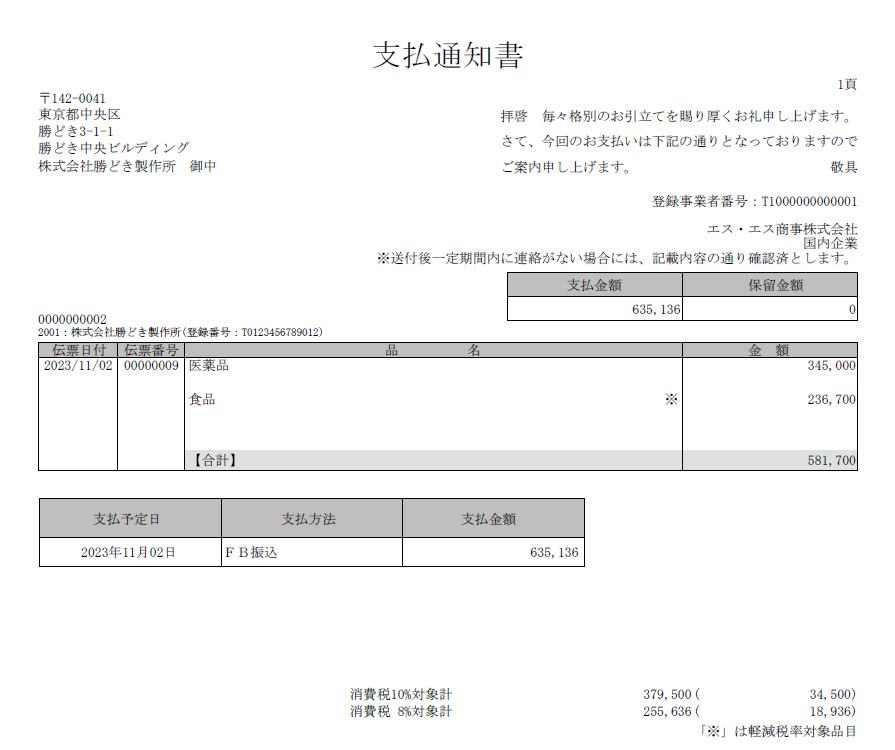 支払通知書
1頁
〒142-0041
東京都中央区
勝どき3-1-1
勝どき中央ビルディング
株式会社勝どき製作所　御中
拝啓　毎々格別のお引立てを賜り厚くお礼申し上げます。
さて、今回のお支払いは下記の通りとなっておりますので
ご案内申し上げます。　敬具
登録事業者番号：T1000000000001
エス・エス商事株式会社
国内企業
※送付後一定期間内に連絡がない場合には、記載内容の通り確認済とします。
支払金額　保留金額
635,136　0
0000000002
2001：株式会社勝どき製作所(登録番号：T0123456789012)
伝票日付　伝票番号　品　名　金　額
2023/11/02　00000009　医薬品　345,000
食品　※　236,700
【合計】　581,700
支払予定日　支払方法　支払金額
2023年11月02日　ＦＢ振込　635,136
消費税10%対象計　379,500(　34,500)
消費税 8%対象計　255,636(　18,936)
「※」は軽減税率対象品目